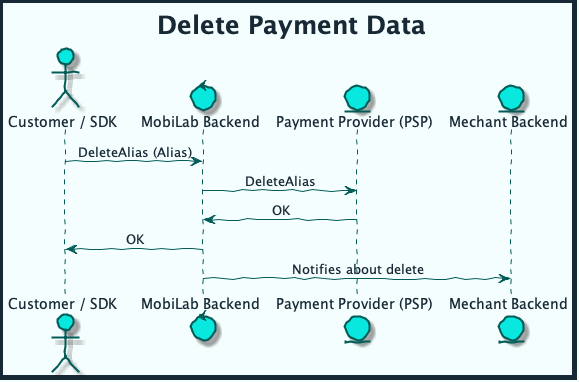 Delete Payment Data
Customer / SDK MobiLab Backend Payment Provider (PSP) Mechant Backend
DeleteAlias (Alias)
DeleteAlias
OK
OK
Notifies about delete
Customer / SDK MobiLab Backend Payment Provider (PSP) Mechant Backend